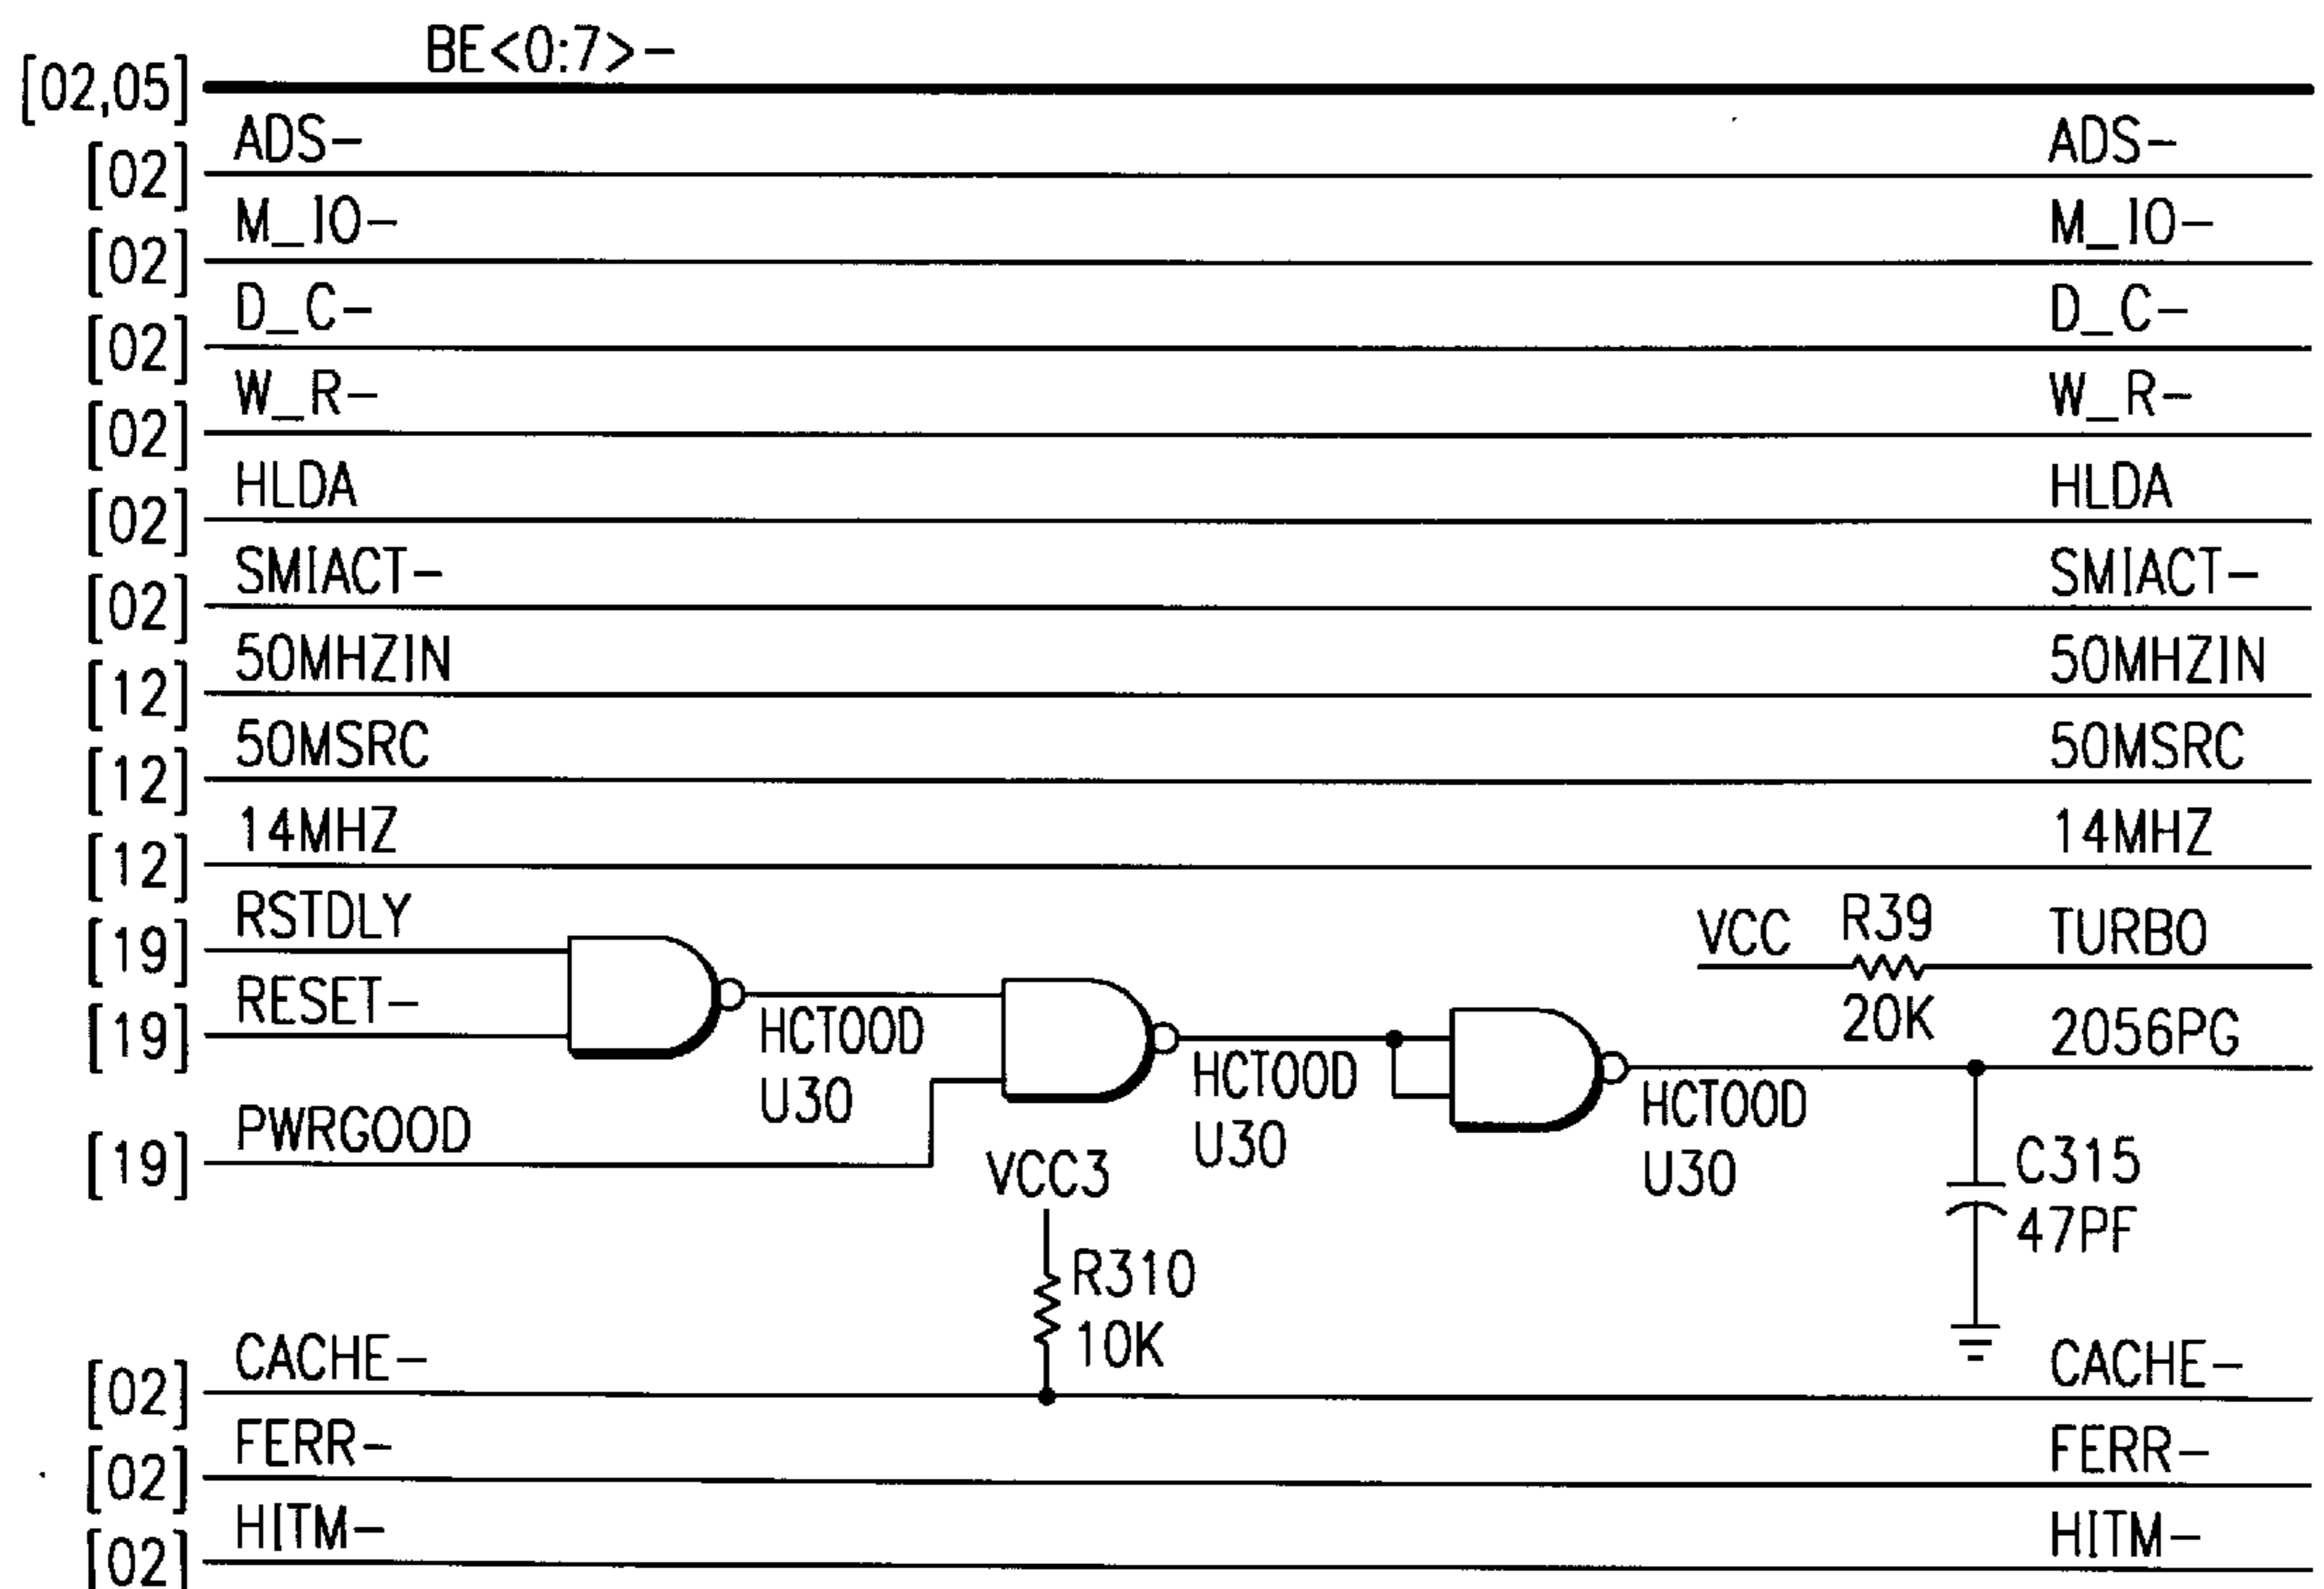 BE<0:7>-
[02,05]
ADS- ADS-
[02]
M_IO- M_IO-
[02]
D_C- D_C-
[02]
W_R- W_R-
[02]
HLDA HLDA
[02]
SMIACT- SMIACT-
[02]
50MHZIN 50MHZIN
[12]
50MSRC 50MSRC
[12]
14MHZ 14MHZ
[12]
RSTDLY VCC R39 TURBO
[19]
RESET- HCT00D 20K 2056PG
[19] HCT00D HCT00D
U30 U30 U30
PWRGOOD VCC3 C315
[19] 47PF
R310
10K
CACHE- CACHE-
[02]
FERR- FERR-
[02]
HITM- HITM-
[02]